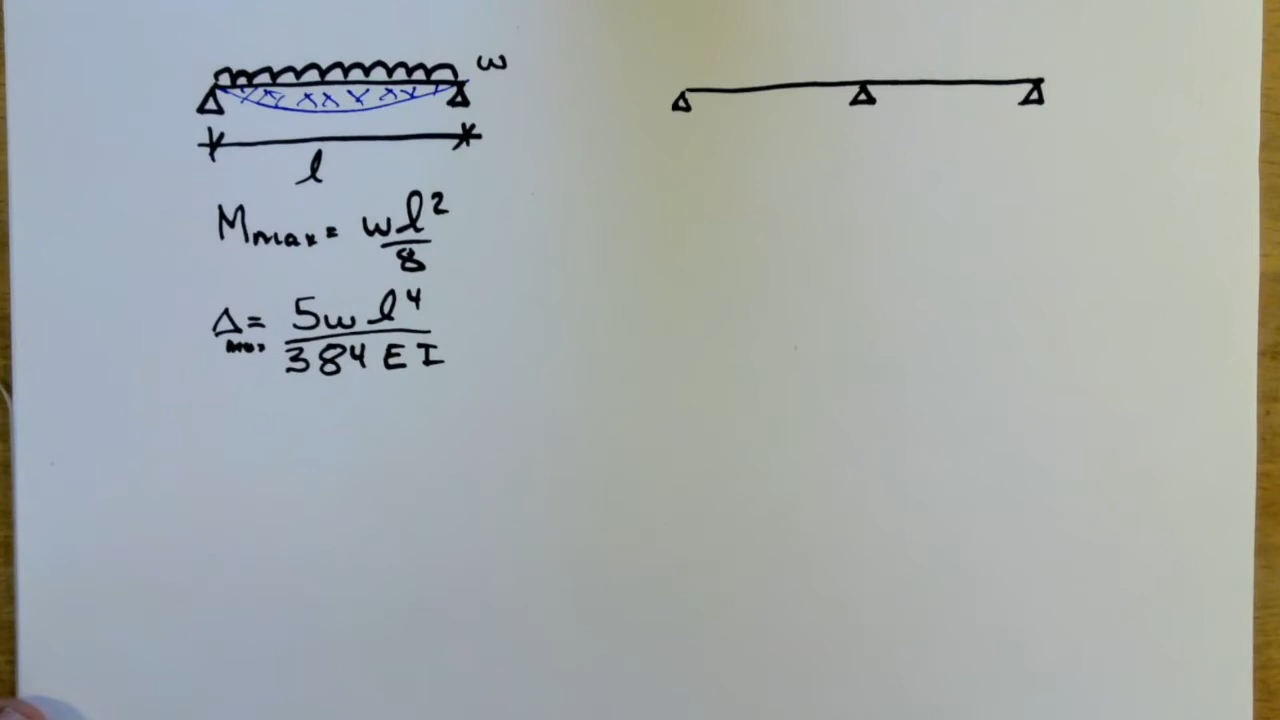 w
l
Mmax = wl²/8
Δmax = 5wl⁴/384EI